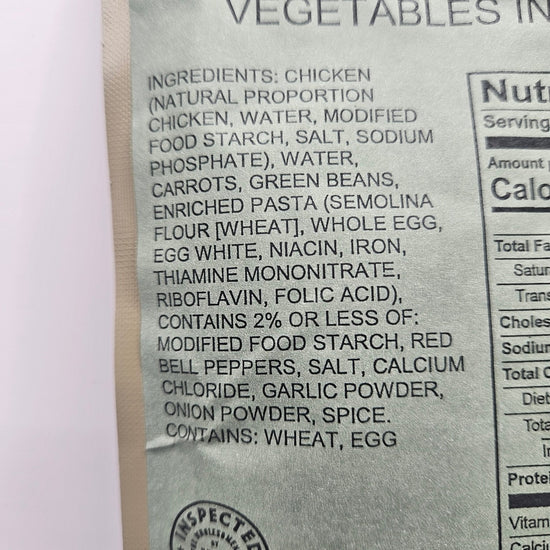 VEGETABLES IN
INGREDIENTS: CHICKEN
(NATURAL PROPORTION
CHICKEN, WATER, MODIFIED
FOOD STARCH, SALT, SODIUM
PHOSPHATE), WATER,
CARROTS, GREEN BEANS,
ENRICHED PASTA (SEMOLINA
FLOUR [WHEAT], WHOLE EGG,
EGG WHITE, NIACIN, IRON,
THIAMINE MONONITRATE,
RIBOFLAVIN, FOLIC ACID),
CONTAINS 2% OR LESS OF:
MODIFIED FOOD STARCH, RED
BELL PEPPERS, SALT, CALCIUM
CHLORIDE, GARLIC POWDER,
ONION POWDER, SPICE.
CONTAINS: WHEAT, EGG
INSPECTED
Nutr
Serving
Amount
Calo
Total Fa
Satur
Trans
Choles
Sodium
Total C
Diet
Tota
Protei
Vitam
Calciu